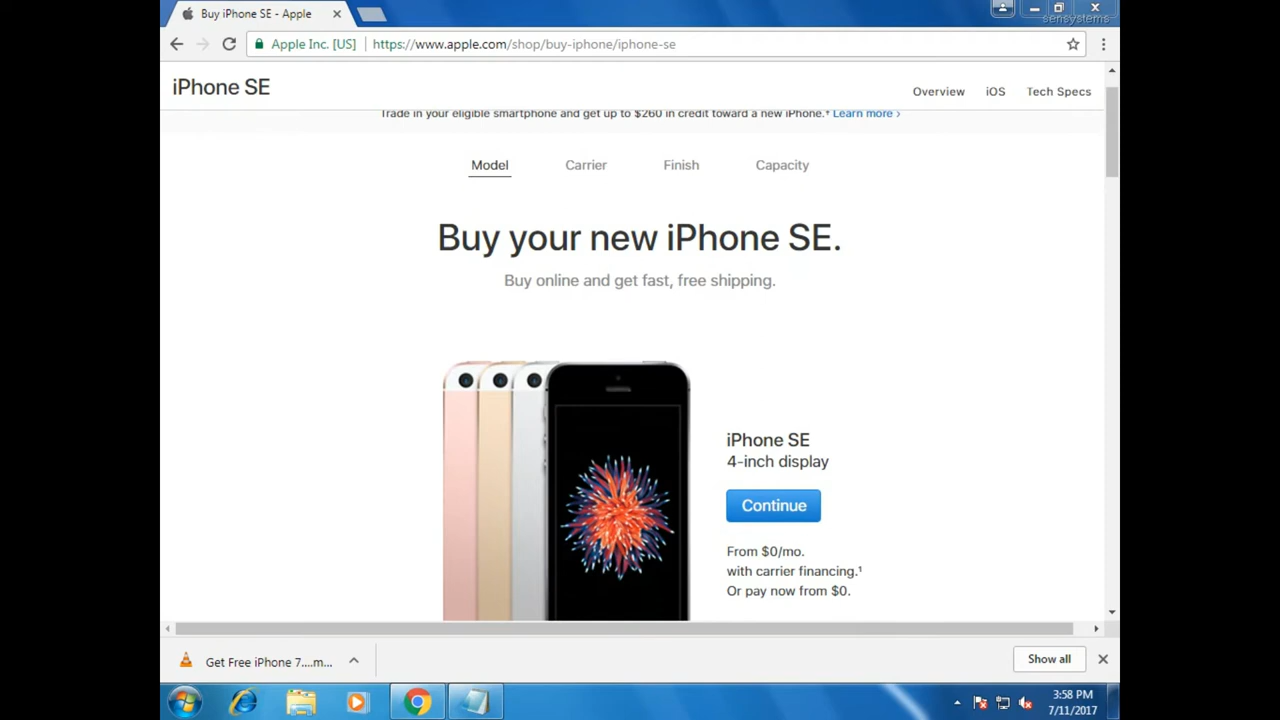 Buy iPhone SE - Apple
sensystems
Apple Inc. [US]
https://www.apple.com/shop/buy-iphone/iphone-se
iPhone SE
Overview
iOS
Tech Specs
Trade in your eligible smartphone and get up to $260 in credit toward a new iPhone.† Learn more ›
Model
Carrier
Finish
Capacity
Buy your new iPhone SE.
Buy online and get fast, free shipping.
iPhone SE
4-inch display
Continue
From $0/mo.
with carrier financing.¹
Or pay now from $0.
Get Free iPhone 7....m...
Show all
3:58 PM
7/11/2017